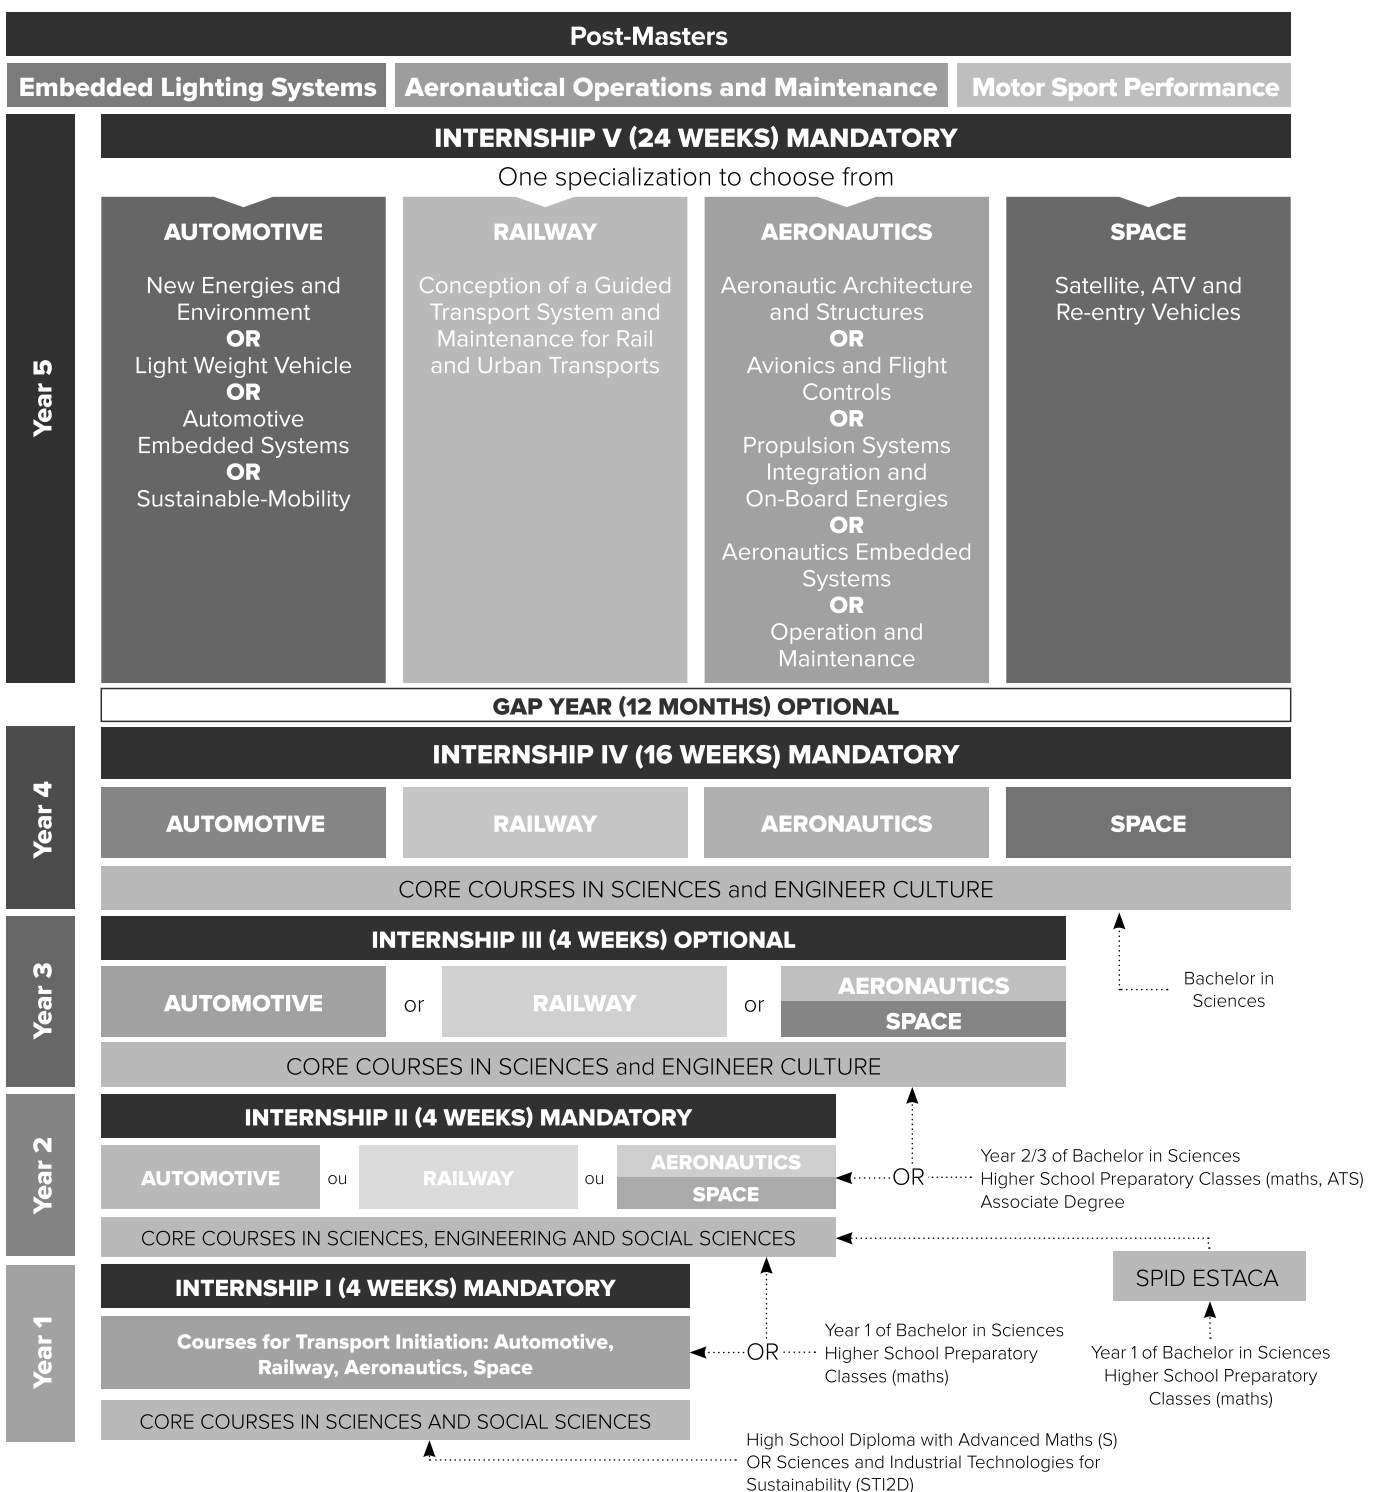 Post-Masters
Embedded Lighting Systems
Aeronautical Operations and Maintenance
Motor Sport Performance
Year 5
INTERNSHIP V (24 WEEKS) MANDATORY
One specialization to choose from
AUTOMOTIVE
New Energies and
Environment
OR
Light Weight Vehicle
OR
Automotive
Embedded Systems
OR
Sustainable-Mobility
RAILWAY
Conception of a Guided
Transport System and
Maintenance for Rail
and Urban Transports
AERONAUTICS
Aeronautic Architecture
and Structures
OR
Avionics and Flight
Controls
OR
Propulsion Systems
Integration and
On-Board Energies
OR
Aeronautics Embedded
Systems
OR
Operation and
Maintenance
SPACE
Satellite, ATV and
Re-entry Vehicles
GAP YEAR (12 MONTHS) OPTIONAL
Year 4
INTERNSHIP IV (16 WEEKS) MANDATORY
AUTOMOTIVE
RAILWAY
AERONAUTICS
SPACE
CORE COURSES IN SCIENCES and ENGINEER CULTURE
Year 3
INTERNSHIP III (4 WEEKS) OPTIONAL
AUTOMOTIVE
or
RAILWAY
or
AERONAUTICS
SPACE
CORE COURSES IN SCIENCES and ENGINEER CULTURE
Bachelor in
Sciences
Year 2
INTERNSHIP II (4 WEEKS) MANDATORY
AUTOMOTIVE
ou
RAILWAY
ou
AERONAUTICS
SPACE
OR
Year 2/3 of Bachelor in Sciences
Higher School Preparatory Classes (maths, ATS)
Associate Degree
CORE COURSES IN SCIENCES, ENGINEERING AND SOCIAL SCIENCES
SPID ESTACA
Year 1
INTERNSHIP I (4 WEEKS) MANDATORY
Courses for Transport Initiation: Automotive,
Railway, Aeronautics, Space
OR
Year 1 of Bachelor in Sciences
Higher School Preparatory
Classes (maths)
Year 1 of Bachelor in Sciences
Higher School Preparatory
Classes (maths)
CORE COURSES IN SCIENCES AND SOCIAL SCIENCES
High School Diploma with Advanced Maths (S)
OR Sciences and Industrial Technologies for
Sustainability (STI2D)